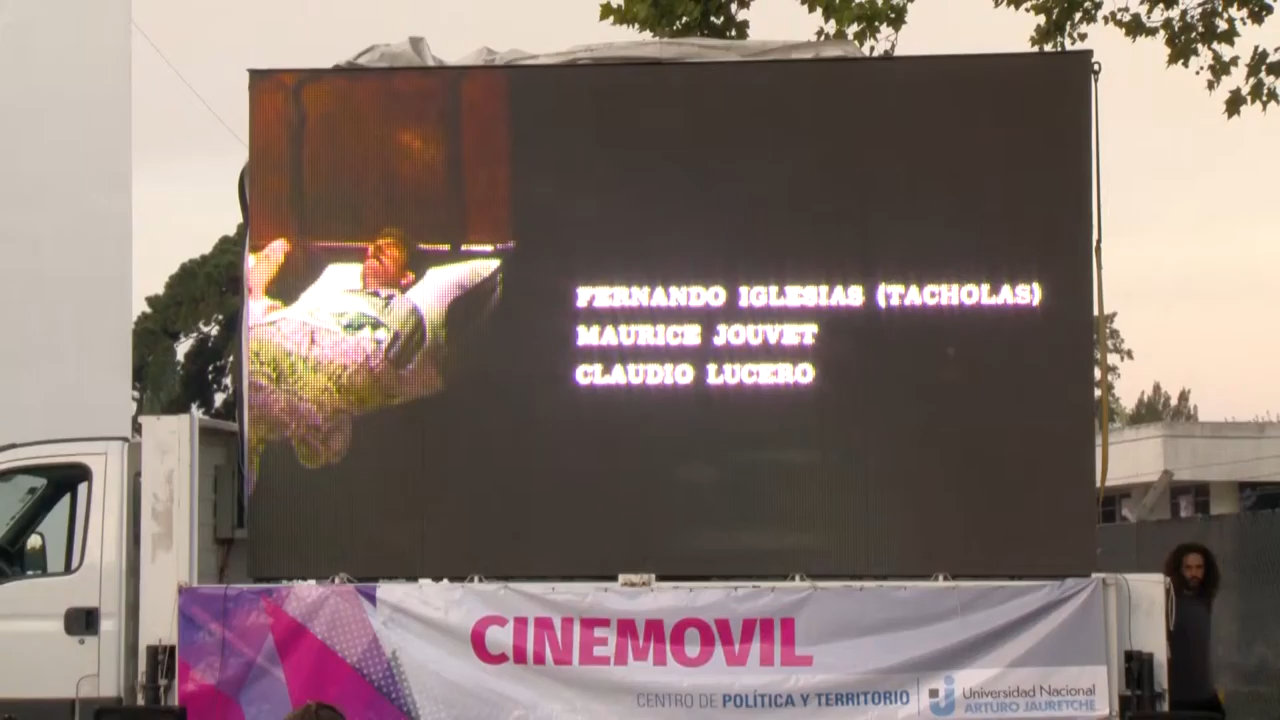 FERNANDO IGLESIAS (TACHOLAS)
MAURICE JOUVET
CLAUDIO LUCERO
CINEMOVIL
CENTRO DE POLÍTICA Y TERRITORIO
Universidad Nacional
ARTURO JAURETCHE